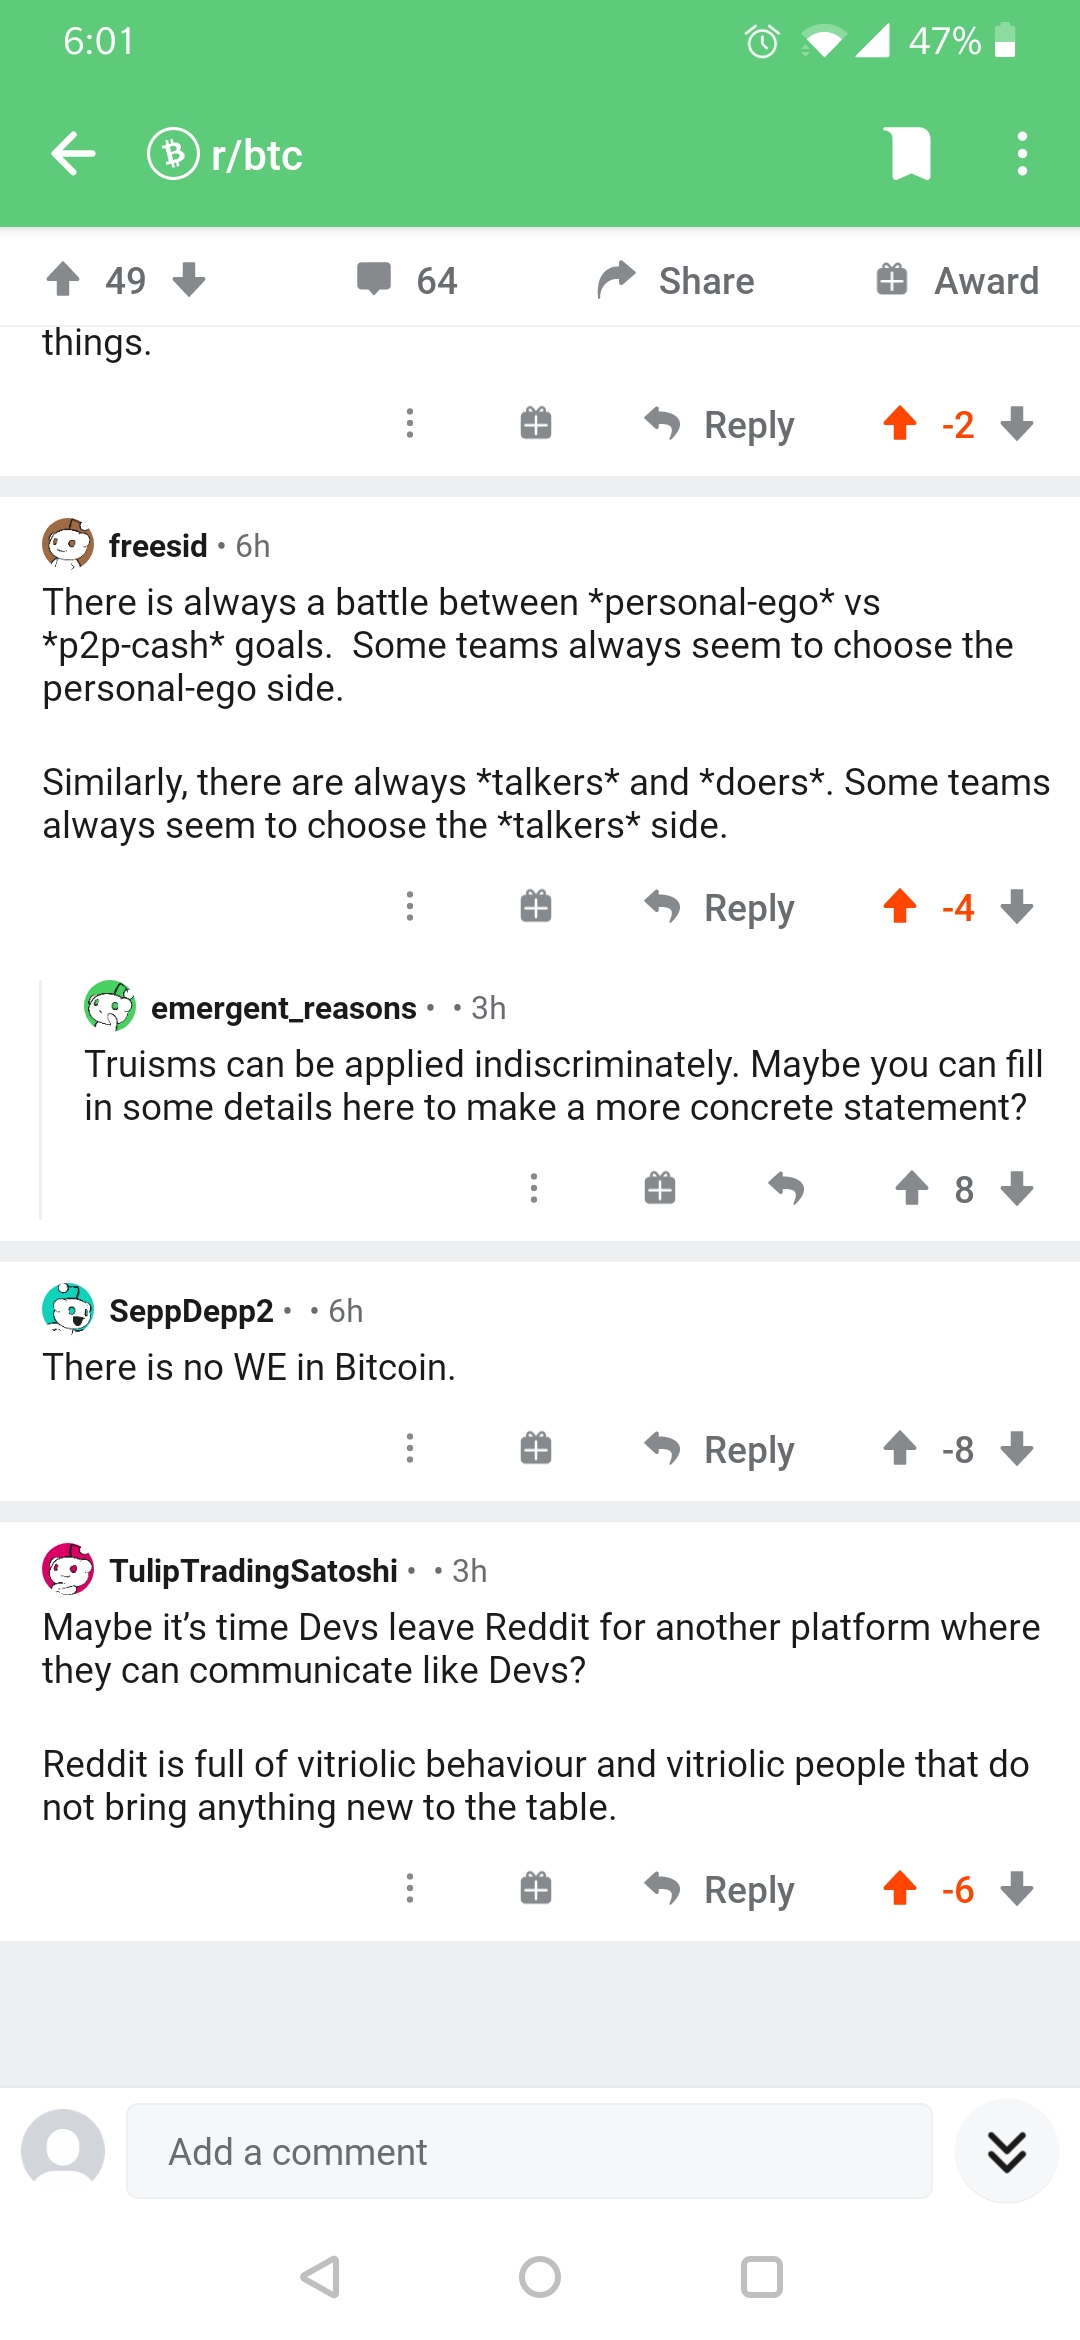 6:01
47%
r/btc
49
64
Share
Award
things.
Reply
-2
freesid • 6h
There is always a battle between *personal-ego* vs
*p2p-cash* goals.  Some teams always seem to choose the
personal-ego side.
Similarly, there are always *talkers* and *doers*. Some teams
always seem to choose the *talkers* side.
Reply
-4
emergent_reasons • • 3h
Truisms can be applied indiscriminately. Maybe you can fill
in some details here to make a more concrete statement?
8
SeppDepp2 • • 6h
There is no WE in Bitcoin.
Reply
-8
TulipTradingSatoshi • • 3h
Maybe it’s time Devs leave Reddit for another platform where
they can communicate like Devs?
Reddit is full of vitriolic behaviour and vitriolic people that do
not bring anything new to the table.
Reply
-6
Add a comment